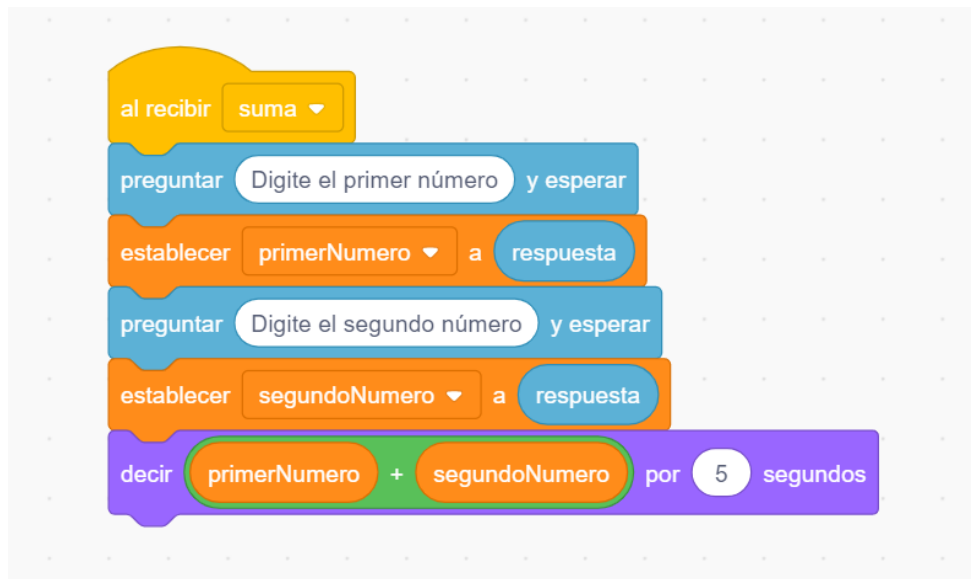 al recibir suma
preguntar Digite el primer número y esperar
establecer primerNumero a respuesta
preguntar Digite el segundo número y esperar
establecer segundoNumero a respuesta
decir primerNumero + segundoNumero por 5 segundos